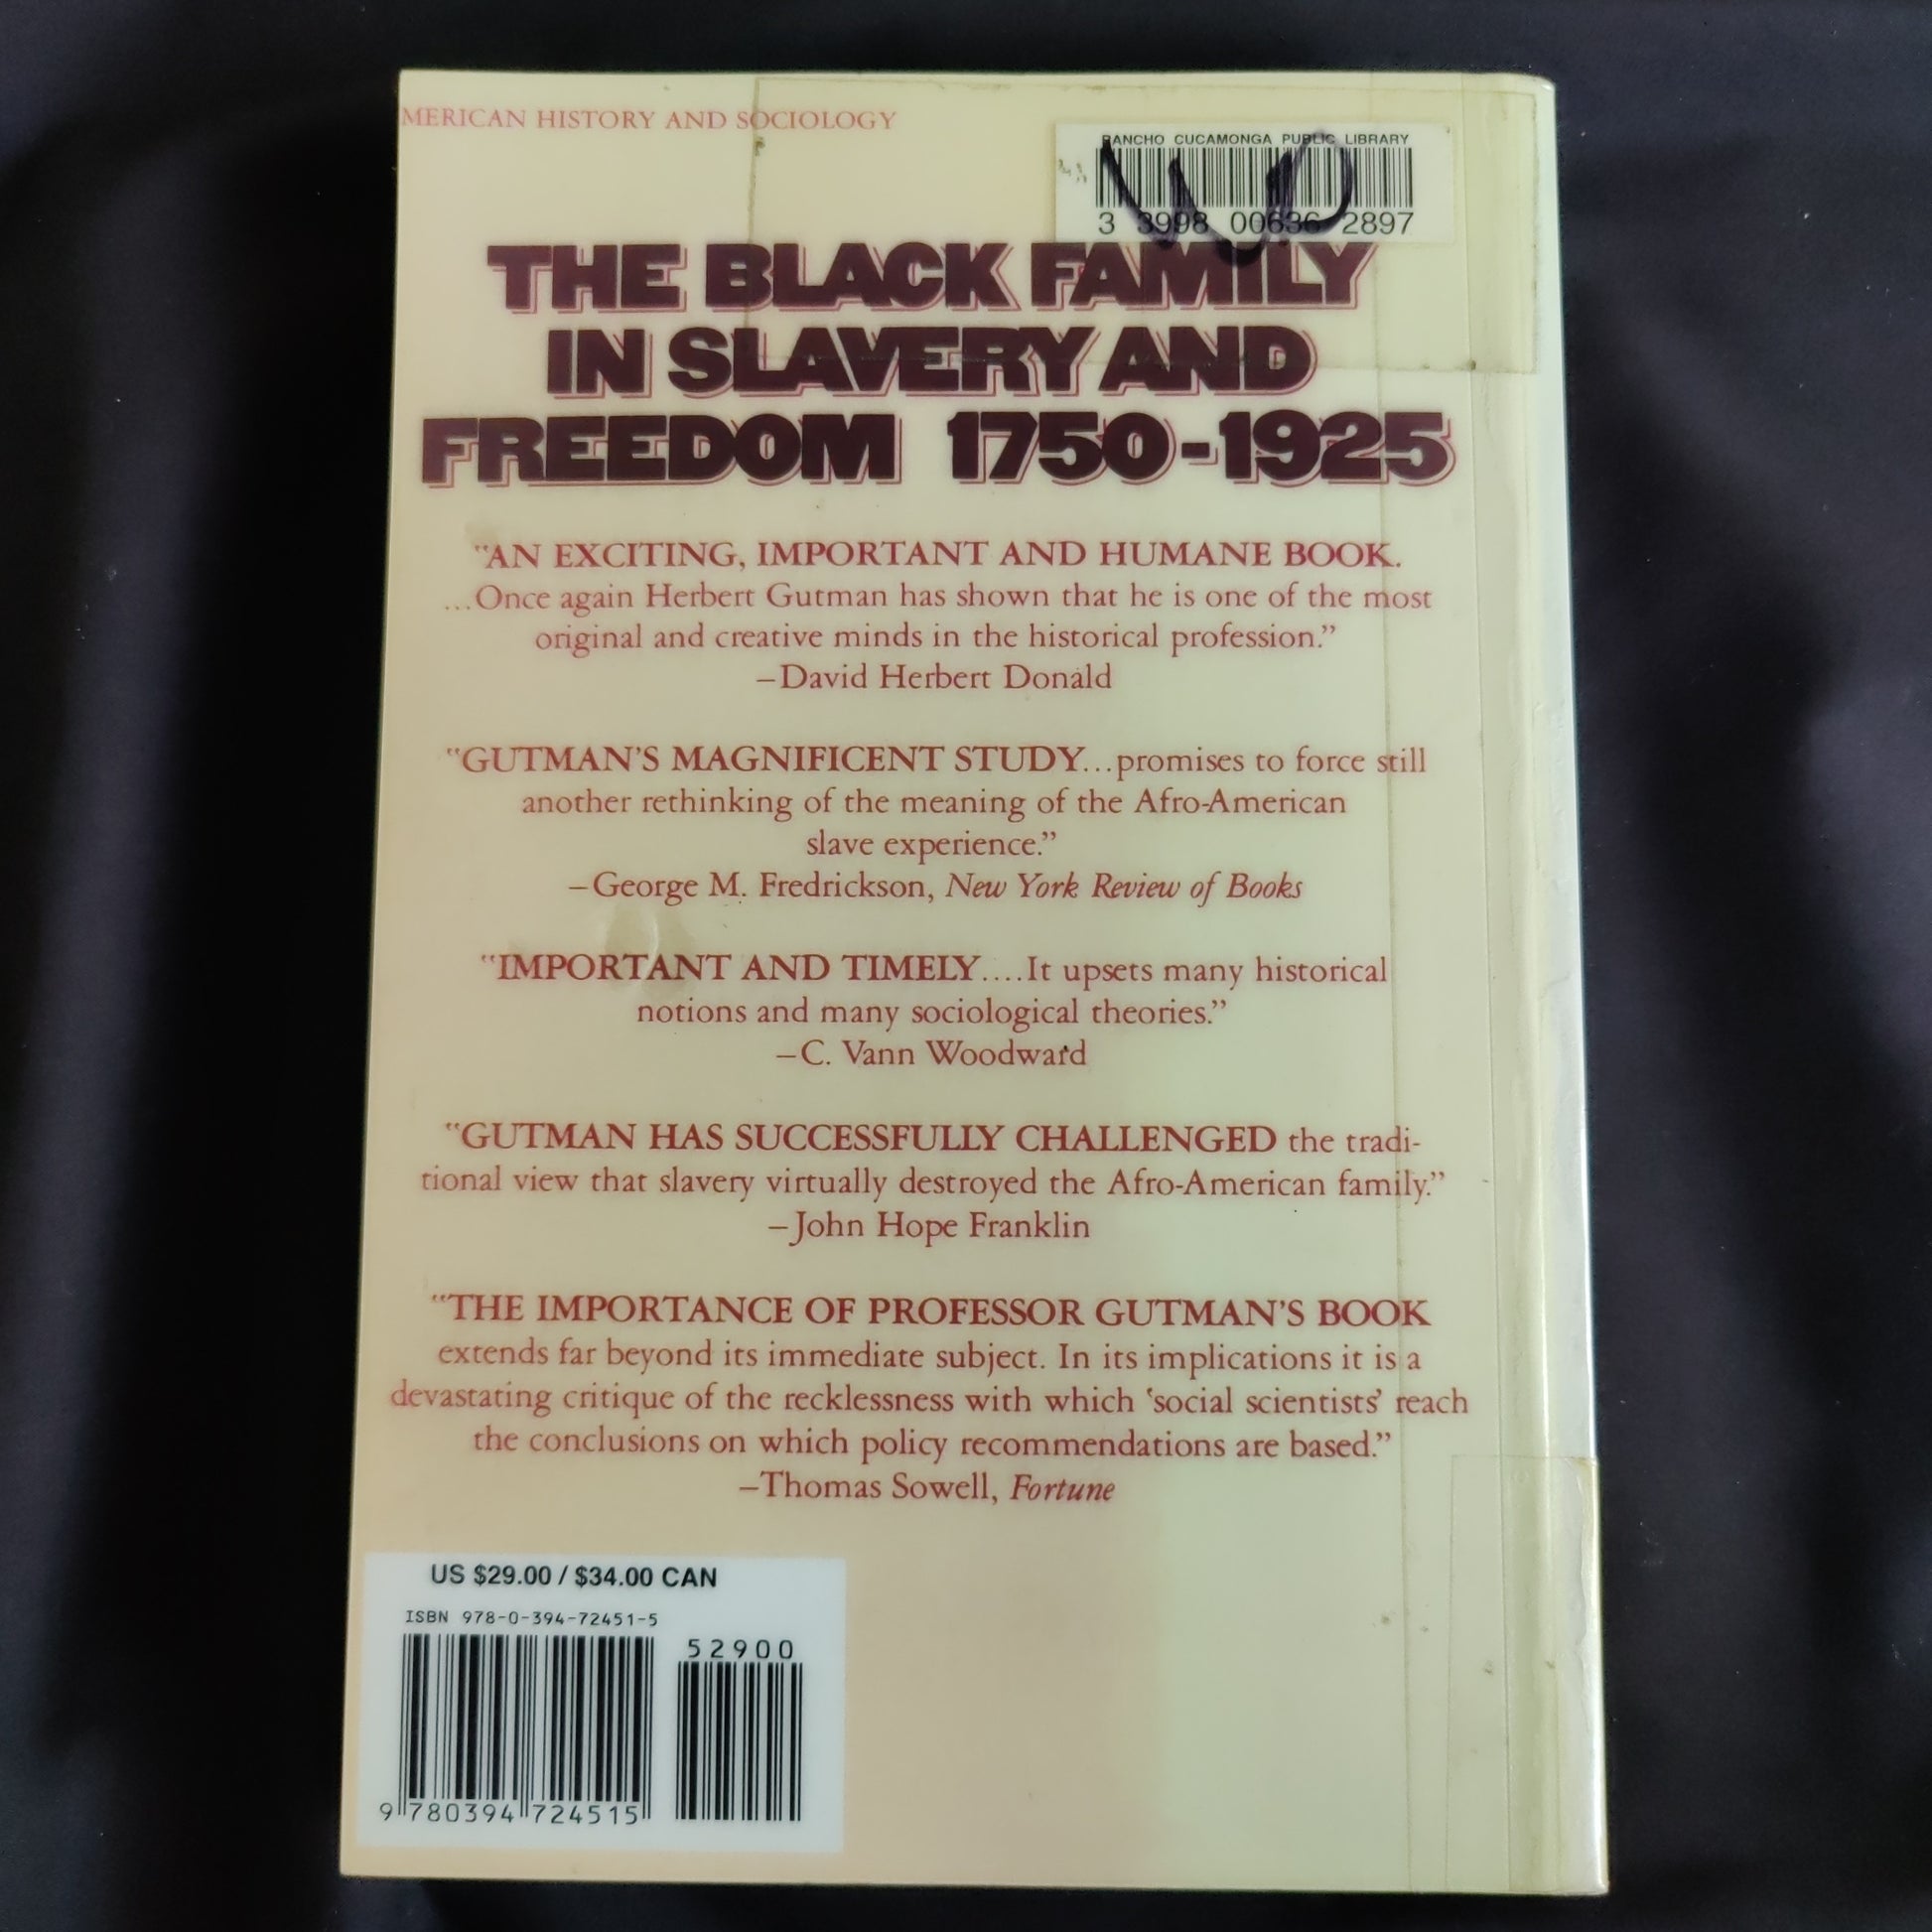 MERICAN HISTORY AND SOCIOLOGY
RANCHO CUCAMONGA PUBLIC LIBRARY
3 3998 00636 2897
THE BLACK FAMILY
IN SLAVERY AND
FREEDOM 1750-1925
"AN EXCITING, IMPORTANT AND HUMANE BOOK.
...Once again Herbert Gutman has shown that he is one of the most
original and creative minds in the historical profession."
–David Herbert Donald
"GUTMAN'S MAGNIFICENT STUDY...promises to force still
another rethinking of the meaning of the Afro-American
slave experience."
–George M. Fredrickson, New York Review of Books
"IMPORTANT AND TIMELY....It upsets many historical
notions and many sociological theories."
–C. Vann Woodward
"GUTMAN HAS SUCCESSFULLY CHALLENGED the tradi-
tional view that slavery virtually destroyed the Afro-American family."
–John Hope Franklin
"THE IMPORTANCE OF PROFESSOR GUTMAN'S BOOK
extends far beyond its immediate subject. In its implications it is a
devastating critique of the recklessness with which 'social scientists' reach
the conclusions on which policy recommendations are based."
–Thomas Sowell, Fortune
US $29.00 / $34.00 CAN
ISBN 978-0-394-72451-5
52900
9 780394 724515